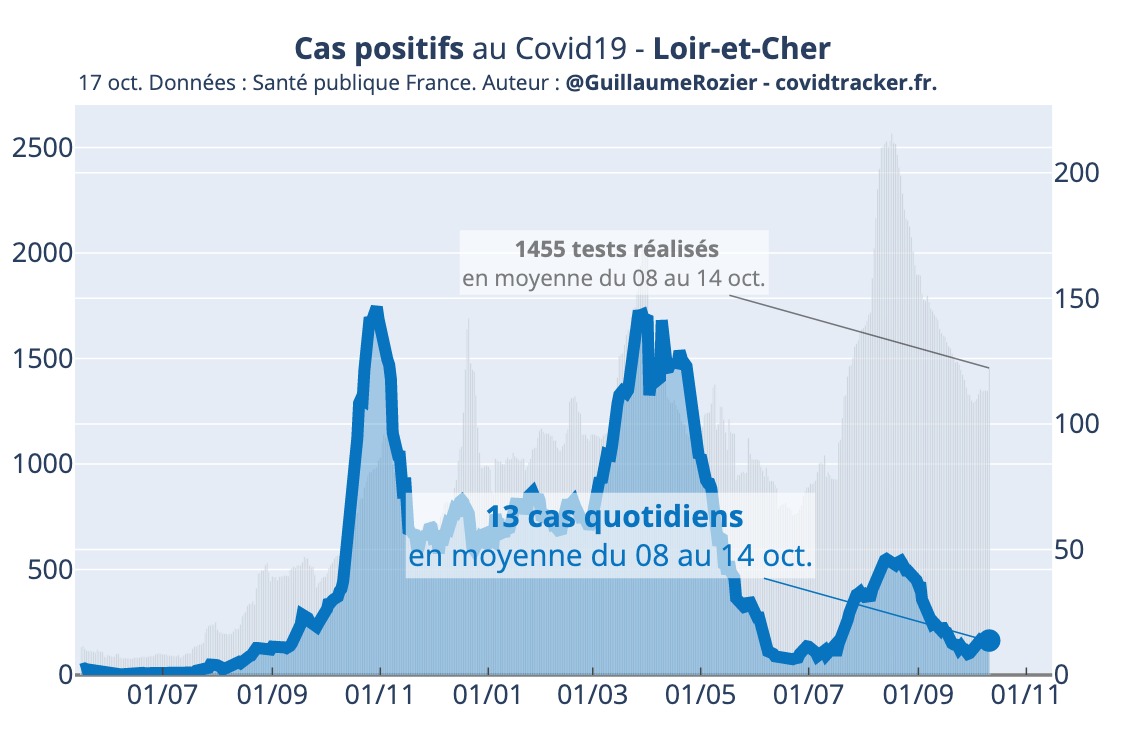 Cas positifs au Covid19 - Loir-et-Cher
17 oct. Données : Santé publique France. Auteur : @GuillaumeRozier - covidtracker.fr.
2500
200
2000
1455 tests réalisés
en moyenne du 08 au 14 oct.
150
1500
100
1000
13 cas quotidiens
en moyenne du 08 au 14 oct.
50
500
0
0
01/07 01/09 01/11 01/01 01/03 01/05 01/07 01/09 01/11